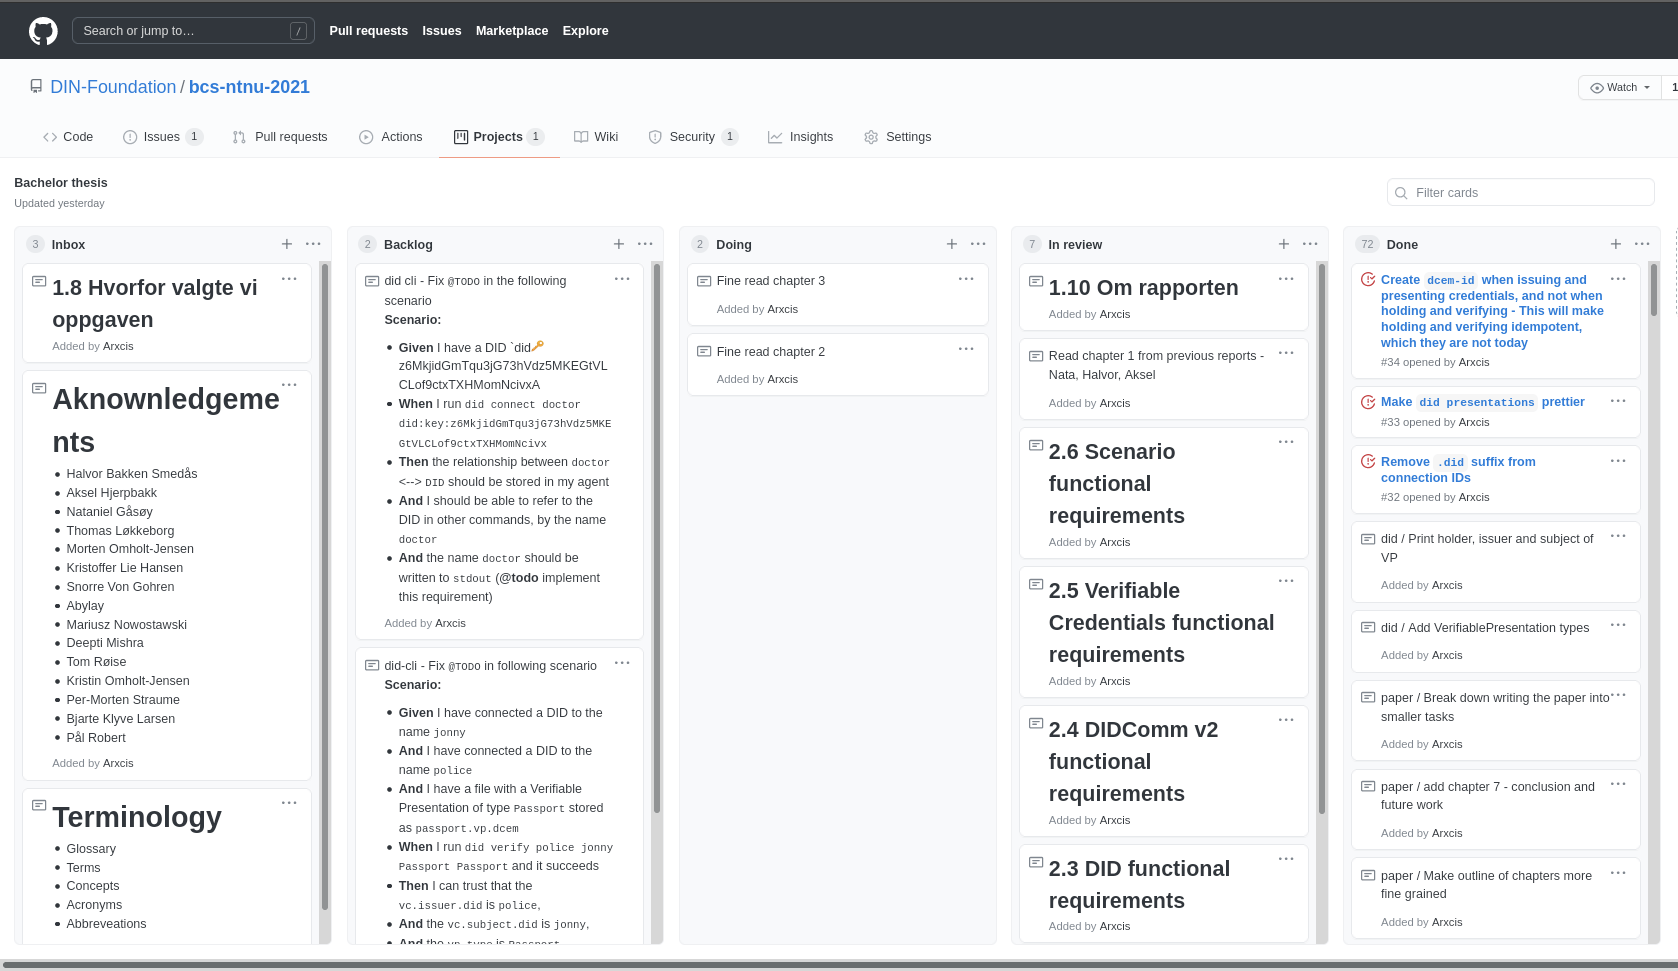 Search or jump to… /
Pull requests Issues Marketplace Explore
DIN-Foundation / bcs-ntnu-2021
Watch 1
Code Issues 1 Pull requests Actions Projects 1 Wiki Security 1 Insights Settings
Bachelor thesis
Updated yesterday
Filter cards
3 Inbox
1.8 Hvorfor valgte vi
oppgaven
Added by Arxcis
Aknownledgeme
nts
Halvor Bakken Smedås
Aksel Hjerpbakk
Nataniel Gåsøy
Thomas Løkkeborg
Morten Omholt-Jensen
Kristoffer Lie Hansen
Snorre Von Gohren
Abylay
Mariusz Nowostawski
Deepti Mishra
Tom Røise
Kristin Omholt-Jensen
Per-Morten Straume
Bjarte Klyve Larsen
Pål Robert
Added by Arxcis
Terminology
Glossary
Terms
Concepts
Acronyms
Abbreveations
2 Backlog
did cli - Fix @TODO in the following
scenario
Scenario:
Given I have a DID `did🔑
z6MkjidGmTqu3jG73hVdz5MKEGtVL
CLof9ctxTXHMomNcivxA
When I run did connect doctor
did:key:z6MkjidGmTqu3jG73hVdz5MKE
GtVLCLof9ctxTXHMomNcivx
Then the relationship between doctor
<--> DID should be stored in my agent
And I should be able to refer to the
DID in other commands, by the name
doctor
And the name doctor should be
written to stdout (@todo implement
this requirement)
Added by Arxcis
did-cli - Fix @TODO in following scenario
Scenario:
Given I have connected a DID to the
name jonny
And I have connected a DID to the
name police
And I have a file with a Verifiable
Presentation of type Passport stored
as passport.vp.dcem
When I run did verify police jonny
Passport Passport and it succeeds
Then I can trust that the
vc.issuer.did is police,
And the vc.subject.did is jonny,
And the vp.type is Passport
2 Doing
Fine read chapter 3
Added by Arxcis
Fine read chapter 2
Added by Arxcis
7 In review
1.10 Om rapporten
Added by Arxcis
Read chapter 1 from previous reports -
Nata, Halvor, Aksel
Added by Arxcis
2.6 Scenario
functional
requirements
Added by Arxcis
2.5 Verifiable
Credentials functional
requirements
Added by Arxcis
2.4 DIDComm v2
functional
requirements
Added by Arxcis
2.3 DID functional
requirements
Added by Arxcis
72 Done
Create dcem-id when issuing and
presenting credentials, and not when
holding and verifying - This will make
holding and verifying idempotent,
which they are not today
#34 opened by Arxcis
Make did presentations prettier
#33 opened by Arxcis
Remove .did suffix from
connection IDs
#32 opened by Arxcis
did / Print holder, issuer and subject of
VP
Added by Arxcis
did / Add VerifiablePresentation types
Added by Arxcis
paper / Break down writing the paper into
smaller tasks
Added by Arxcis
paper / add chapter 7 - conclusion and
future work
Added by Arxcis
paper / Make outline of chapters more
fine grained
Added by Arxcis